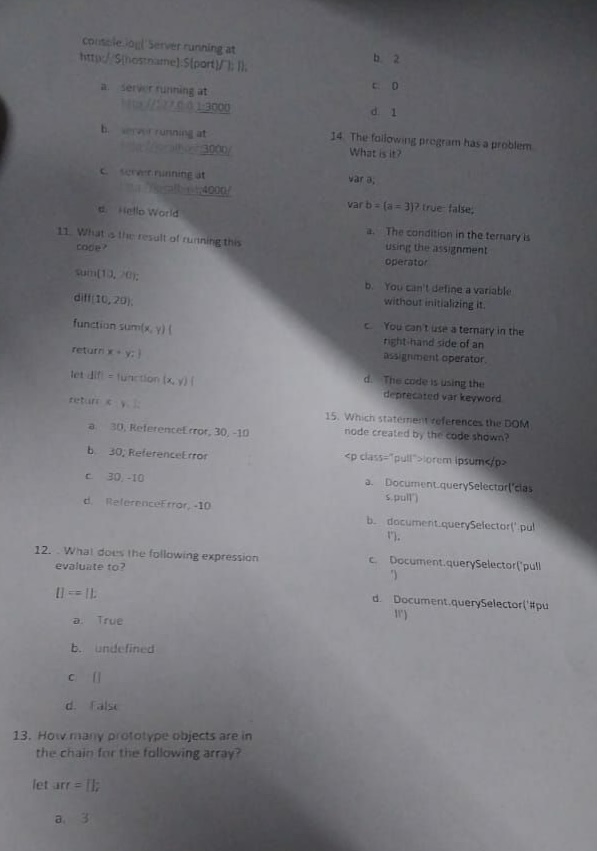 console.log(`Server running at
http://${hostname}:${port}/`); });
a. server running at
http://127.0.0.1:3000
b. server running at
3000/
c. server running at
4000/
d. Hello World
11. What is the result of running this
code?
sum(10, 20);
diff(10, 20);
function sum(x, y) {
return x + y; }
let diff = function (x, y) {
return x y; };
a. 30, ReferenceError, 30, -10
b. 30, ReferenceError
c. 30, -10
d. ReferenceError, -10
12. . What does the following expression
evaluate to?
[] == [];
a. True
b. undefined
c. []
d. False
13. How many prototype objects are in
the chain for the following array?
let arr = [];
a. 3
b. 2
c. 0
d. 1
14. The following program has a problem.
What is it?
var a;
var b = (a = 3)? true: false;
a. The condition in the ternary is
using the assignment
operator.
b. You can't define a variable
without initializing it.
c. You can't use a ternary in the
right-hand side of an
assignment operator.
d. The code is using the
deprecated var keyword.
15. Which statement references the DOM
node created by the code shown?
<p class="pull">lorem ipsum</p>
a. Document.querySelector('clas
s.pull')
b. document.querySelector('.pul
l');
c. Document.querySelector('pull
')
d. Document.querySelector('#pu
ll')